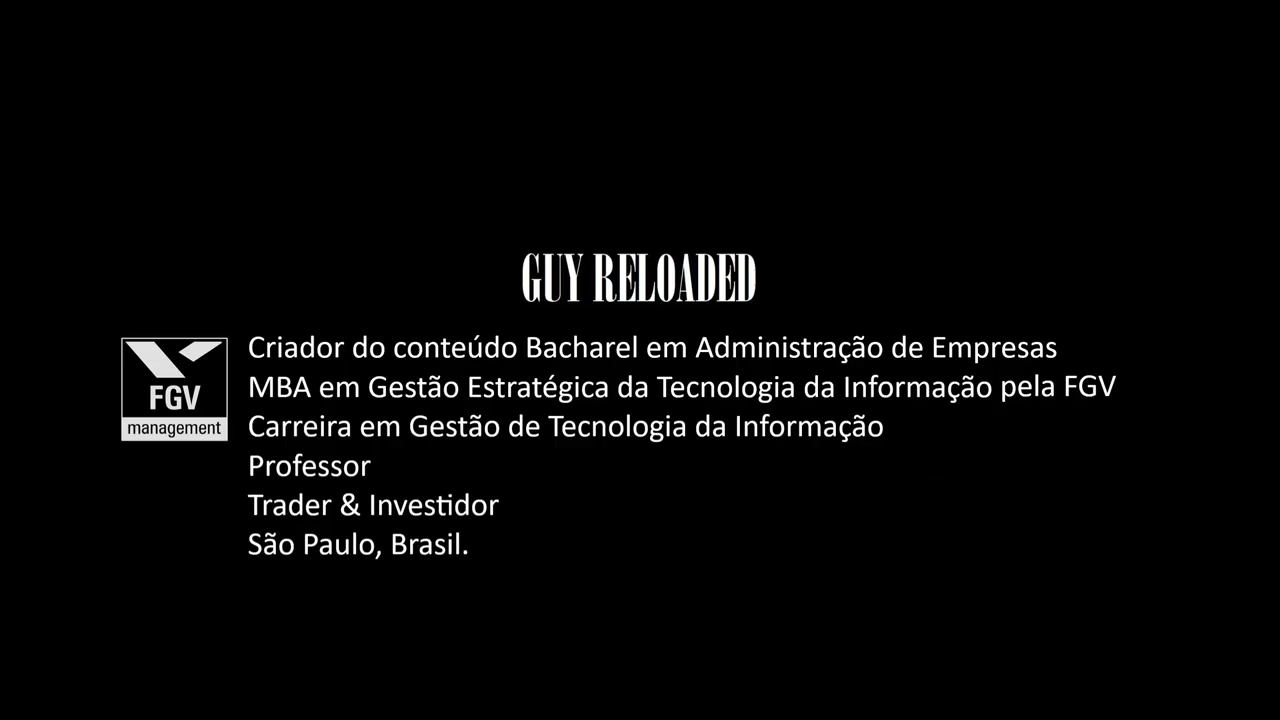 GUY RELOADED
Criador do conteúdo Bacharel em Administração de Empresas
MBA em Gestão Estratégica da Tecnologia da Informação pela FGV
Carreira em Gestão de Tecnologia da Informação
Professor
Trader & Investidor
São Paulo, Brasil.
FGV
management